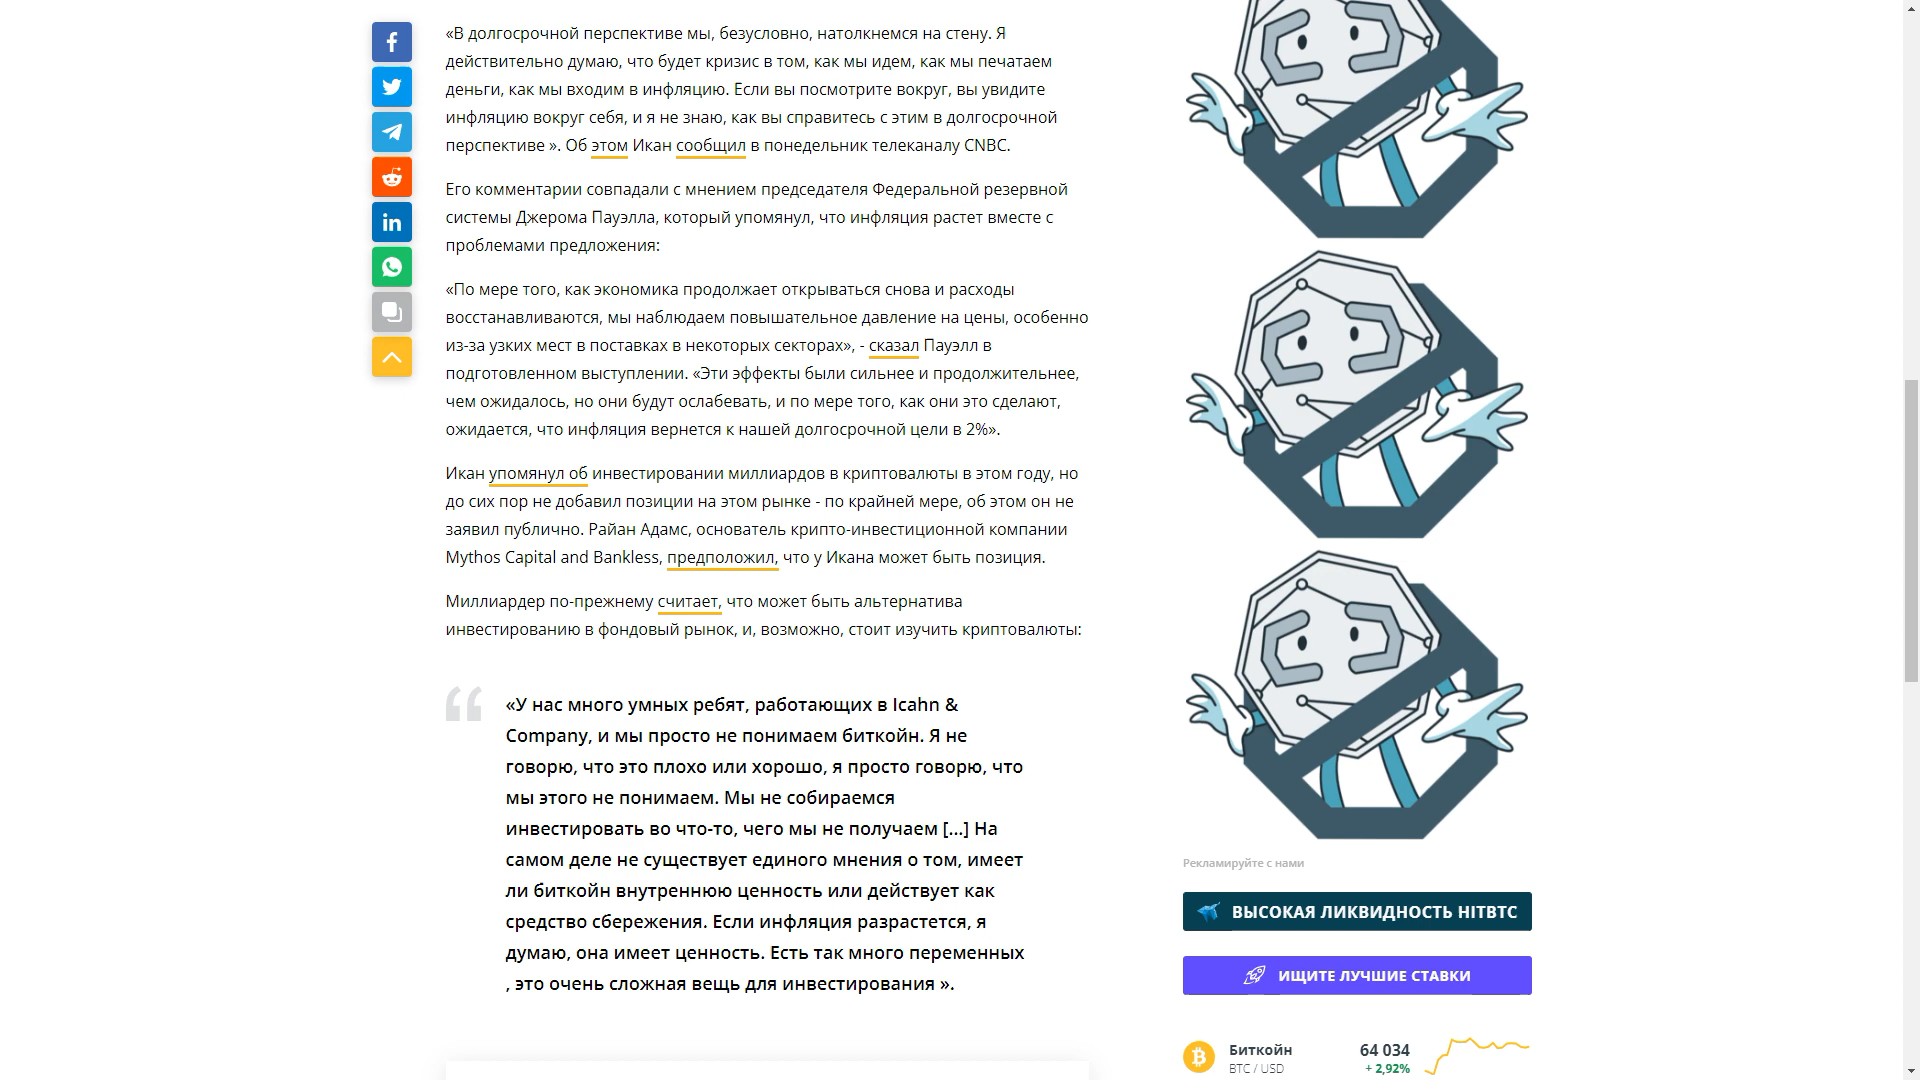 «В долгосрочной перспективе мы, безусловно, натолкнемся на стену. Я
действительно думаю, что будет кризис в том, как мы идем, как мы печатаем
деньги, как мы входим в инфляцию. Если вы посмотрите вокруг, вы увидите
инфляцию вокруг себя, и я не знаю, как вы справитесь с этим в долгосрочной
перспективе ». Об этом Икан сообщил в понедельник телеканалу CNBC.
Его комментарии совпадали с мнением председателя Федеральной резервной
системы Джерома Пауэлла, который упомянул, что инфляция растет вместе с
проблемами предложения:
«По мере того, как экономика продолжает открываться снова и расходы
восстанавливаются, мы наблюдаем повышательное давление на цены, особенно
из-за узких мест в поставках в некоторых секторах», - сказал Пауэлл в
подготовленном выступлении. «Эти эффекты были сильнее и продолжительнее,
чем ожидалось, но они будут ослабевать, и по мере того, как они это сделают,
ожидается, что инфляция вернется к нашей долгосрочной цели в 2%».
Икан упомянул об инвестировании миллиардов в криптовалюты в этом году, но
до сих пор не добавил позиции на этом рынке - по крайней мере, об этом он не
заявил публично. Райан Адамс, основатель крипто-инвестиционной компании
Mythos Capital and Bankless, предположил, что у Икана может быть позиция.
Миллиардер по-прежнему считает, что может быть альтернатива
инвестированию в фондовый рынок, и, возможно, стоит изучить криптовалюты:
«У нас много умных ребят, работающих в Icahn &
Company, и мы просто не понимаем биткойн. Я не
говорю, что это плохо или хорошо, я просто говорю, что
мы этого не понимаем. Мы не собираемся
инвестировать во что-то, чего мы не получаем [...] На
самом деле не существует единого мнения о том, имеет
ли биткойн внутреннюю ценность или действует как
средство сбережения. Если инфляция разрастется, я
думаю, она имеет ценность. Есть так много переменных
, это очень сложная вещь для инвестирования ».
Рекламируйте с нами
ВЫСОКАЯ ЛИКВИДНОСТЬ HITBTC
ИЩИТЕ ЛУЧШИЕ СТАВКИ
Биткойн 64 034
BTC / USD + 2,92%